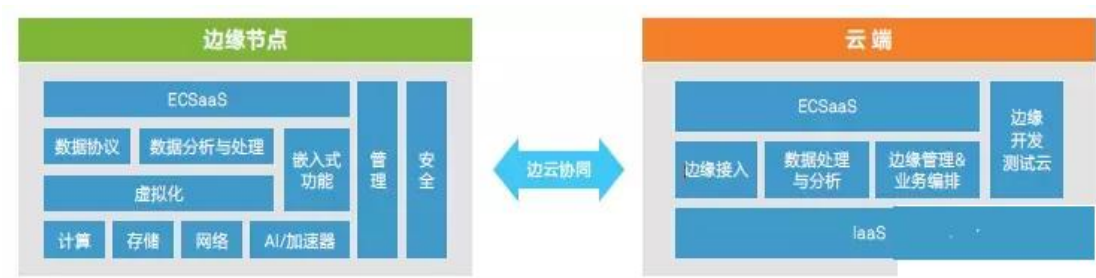 边缘节点
ECSaaS
数据协议
数据分析与处理
嵌入式
功能
虚拟化
计算
存储
网络
AI/加速器
管
理
安
全
边云协同
云端
ECSaaS
边缘
开发
测试云
边缘接入
数据处理
与分析
边缘管理&
业务编排
IaaS